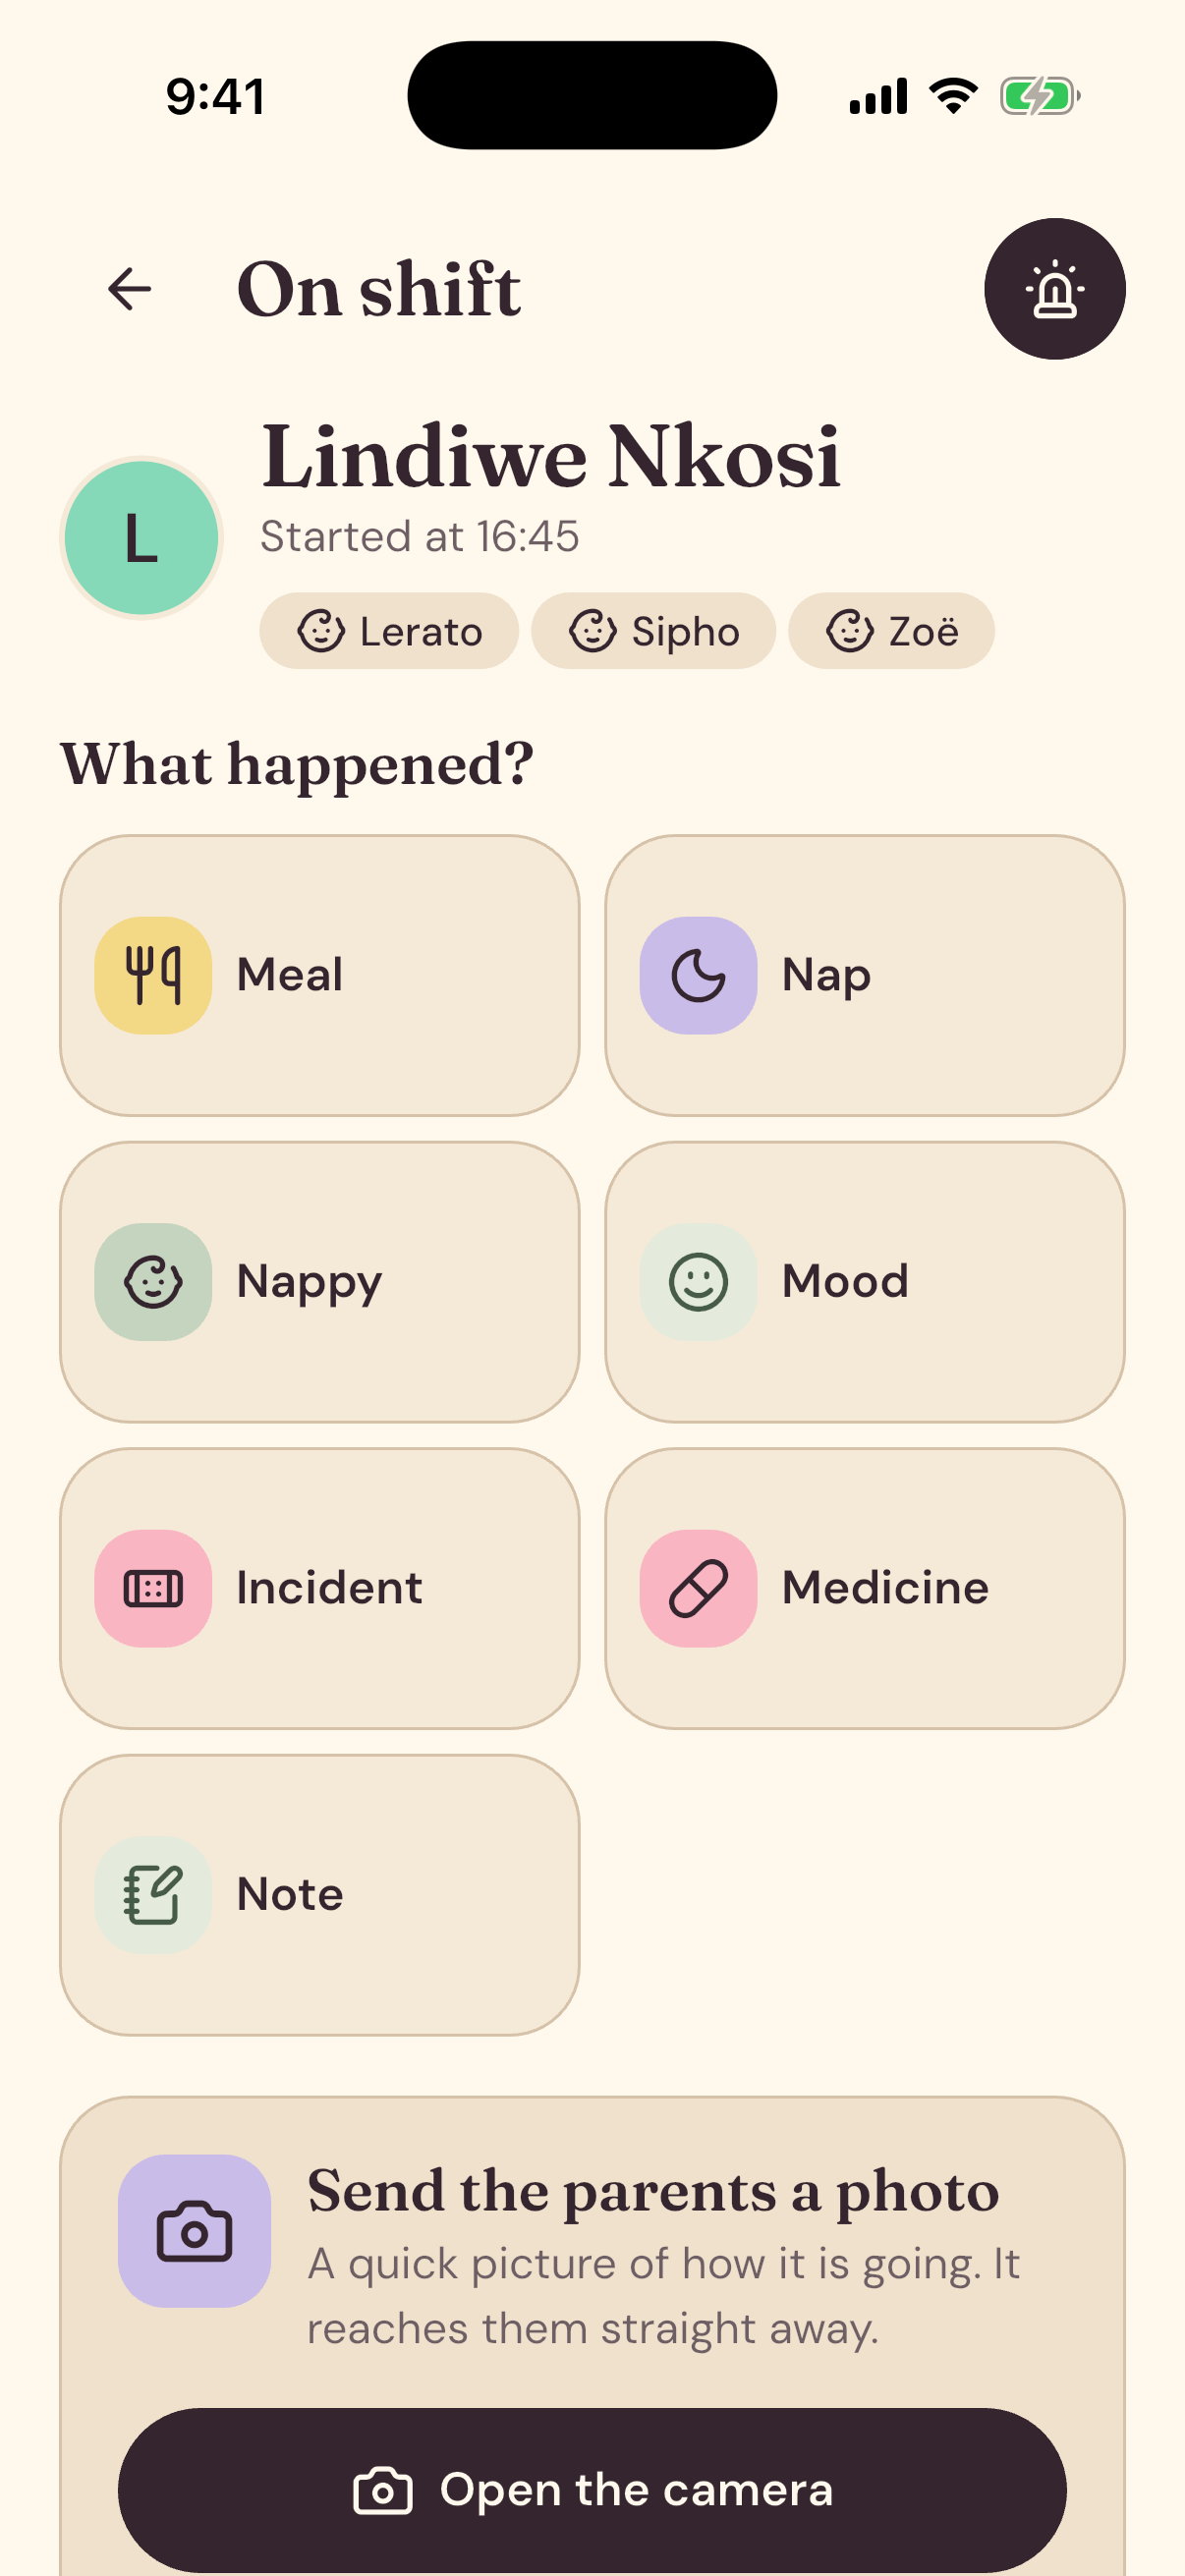 9:41
On shift
Lindiwe Nkosi
L
Started at 16:45
Lerato
Sipho
Zoë
What happened?
Meal
Nap
Nappy
Mood
Incident
Medicine
Note
Send the parents a photo
A quick picture of how it is going. It
reaches them straight away.
Open the camera